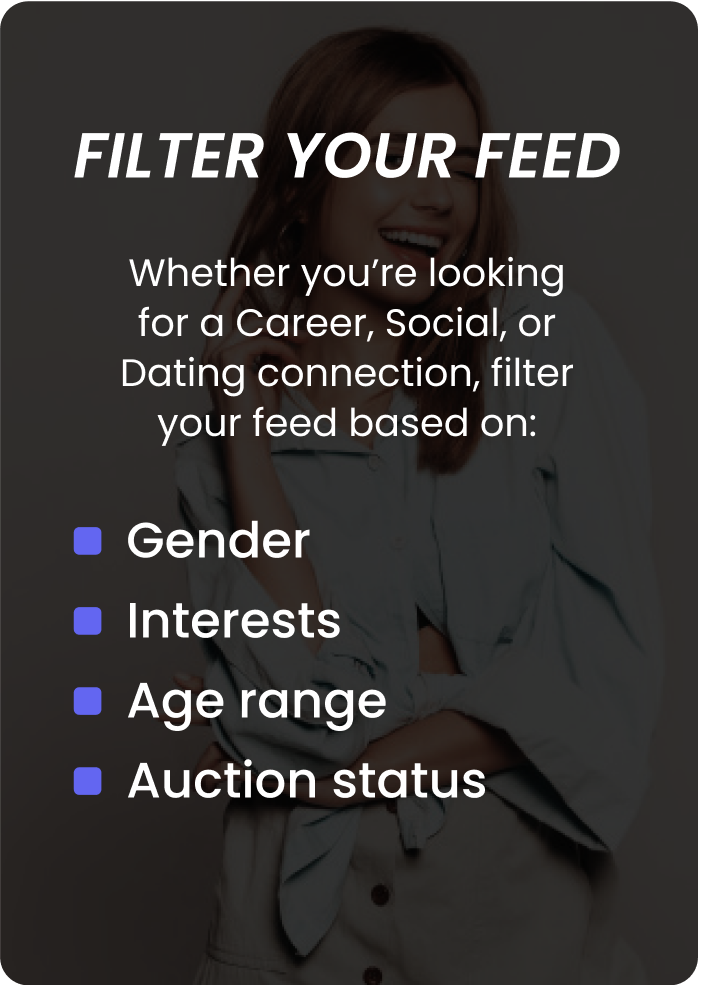 FILTER YOUR FEED
Whether you’re looking
for a Career, Social, or
Dating connection, filter
your feed based on:
Gender
Interests
Age range
Auction status